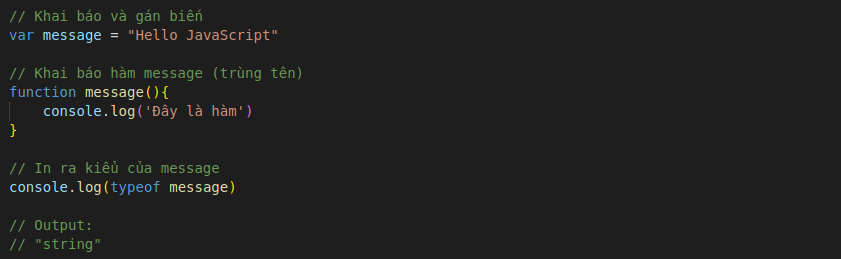 // Khai báo và gán biến
var message = "Hello JavaScript"
// Khai báo hàm message (trùng tên)
function message(){
    console.log('Đây là hàm')
}
// In ra kiểu của message
console.log(typeof message)
// Output:
// "string"